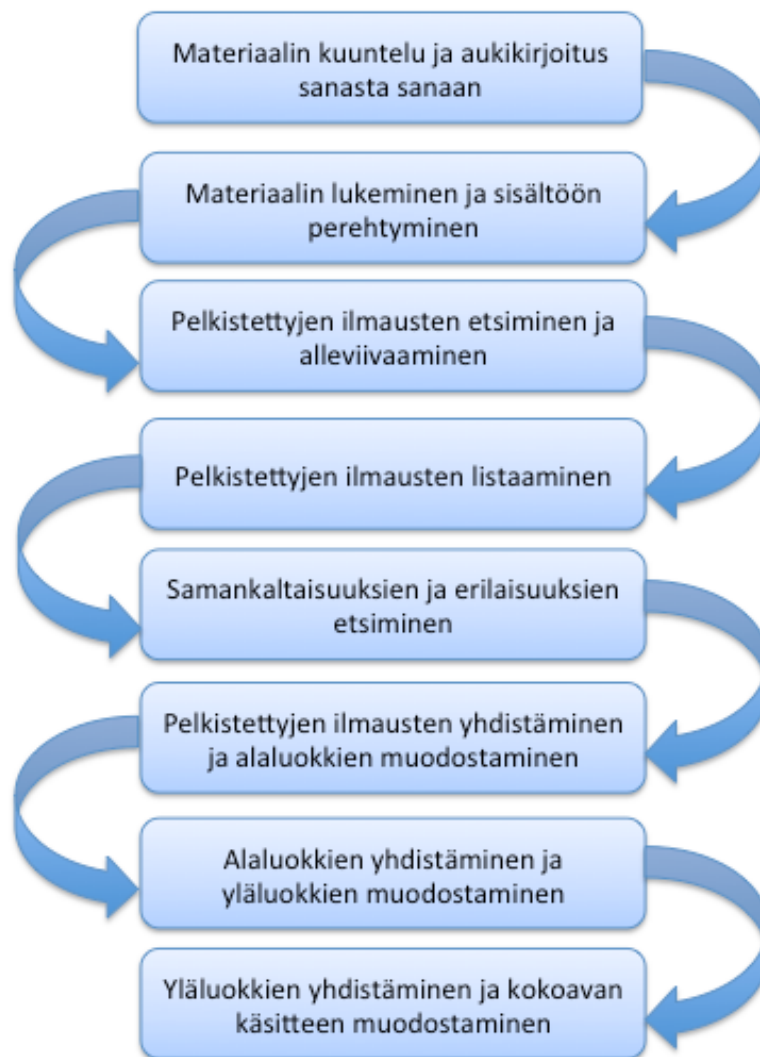 Materiaalin kuuntelu ja aukikirjoitus
sanasta sanaan
Materiaalin lukeminen ja sisältöön
perehtyminen
Pelkistettyjen ilmausten etsiminen ja
alleviivaaminen
Pelkistettyjen ilmausten listaaminen
Samankaltaisuuksien ja erilaisuuksien
etsiminen
Pelkistettyjen ilmausten yhdistäminen
ja alaluokkien muodostaminen
Alaluokkien yhdistäminen ja
yläluokkien muodostaminen
Yläluokkien yhdistäminen ja kokoavan
käsitteen muodostaminen